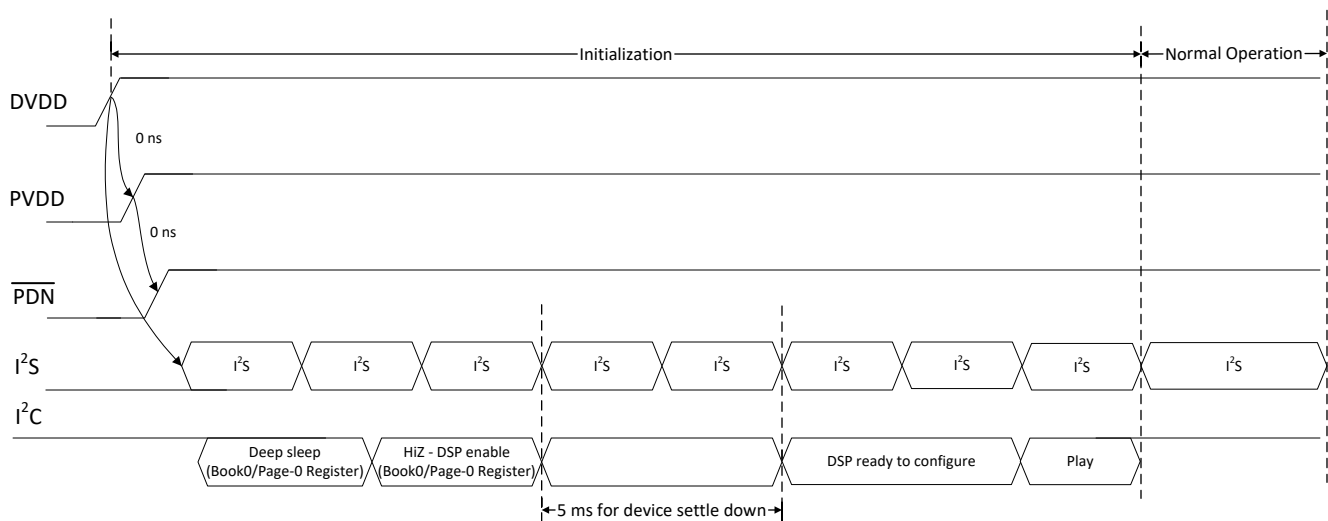 Initialization
Normal Operation
DVDD
0 ns
PVDD
0 ns
PDN
I²S
I²S
I²S
I²S
I²S
I²S
I²S
I²S
I²S
I²S
I²C
Deep sleep
(Book0/Page-0 Register)
HiZ - DSP enable
(Book0/Page-0 Register)
DSP ready to configure
Play
5 ms for device settle down